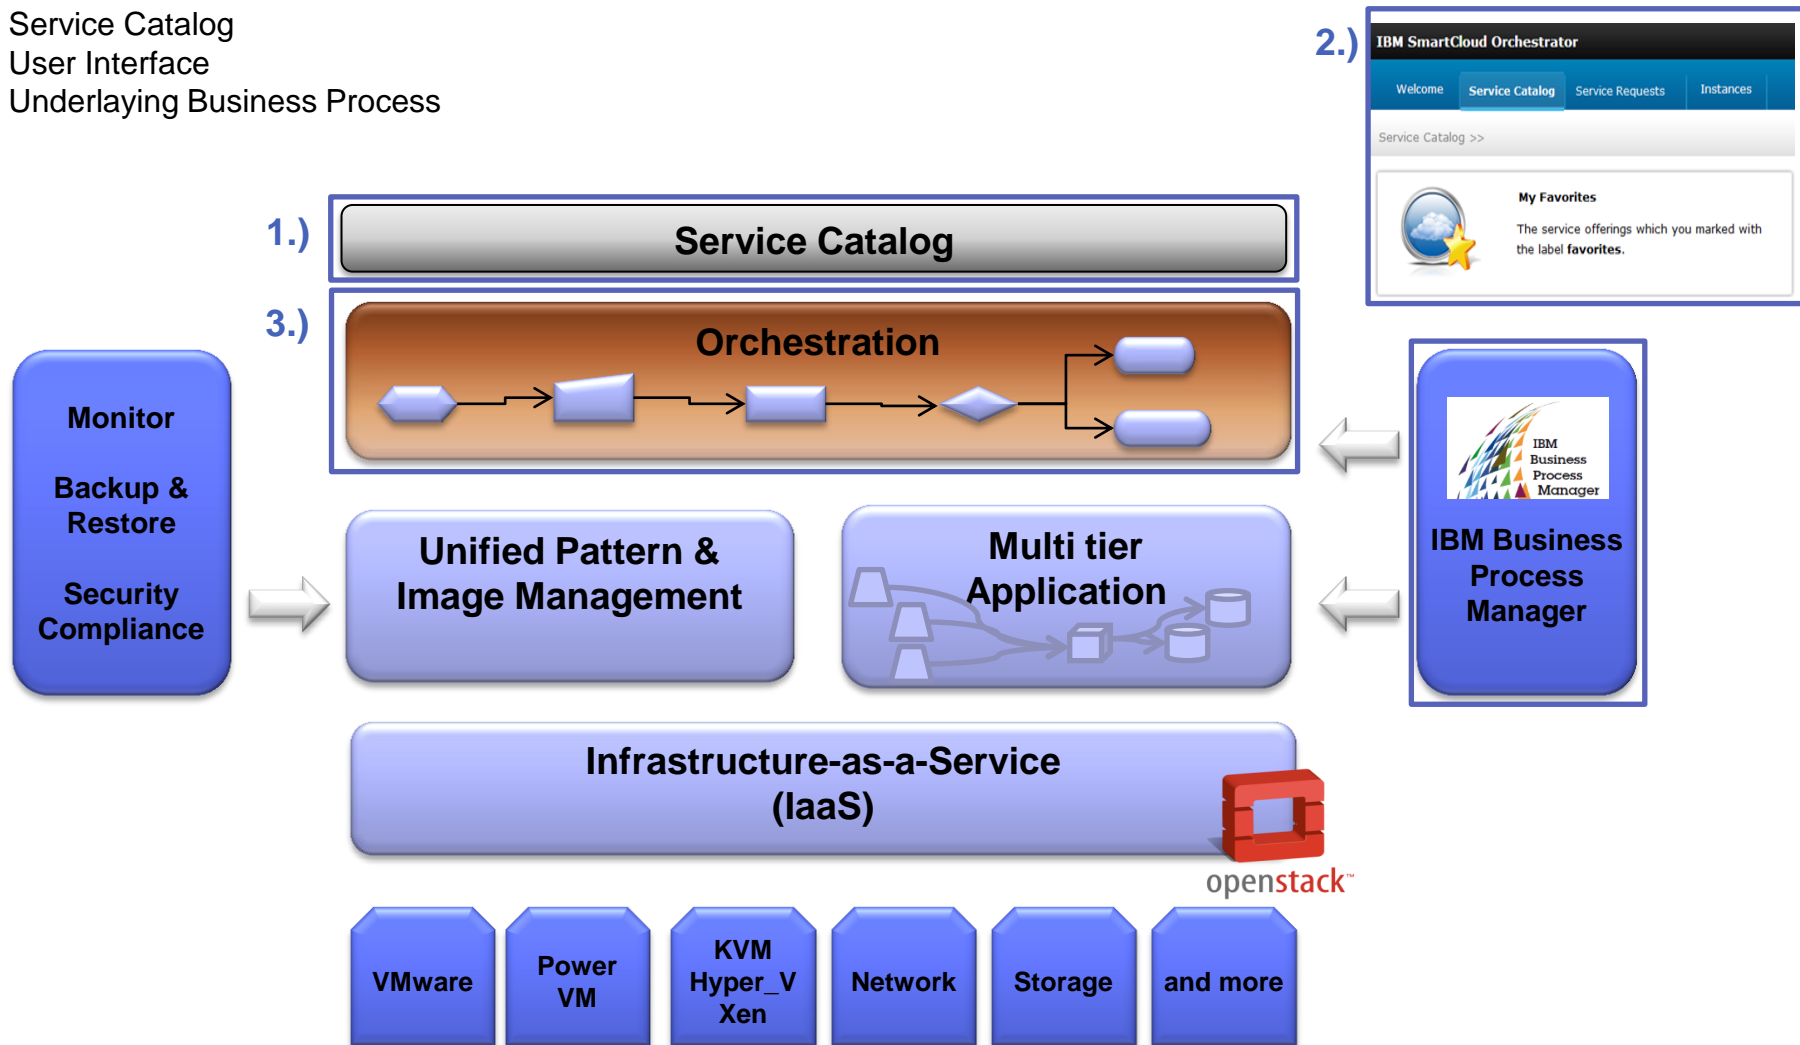 Service Catalog
User Interface
Underlaying Business Process
2.)
IBM SmartCloud Orchestrator
Welcome
Service Catalog
Service Requests
Instances
Service Catalog >>
My Favorites
The service offerings which you marked with
the label favorites.
1.)
Service Catalog
3.)
Orchestration
Monitor
Backup &
Restore
Security
Compliance
Unified Pattern &
Image Management
Multi tier
Application
IBM
Business
Process
Manager
IBM Business
Process
Manager
Infrastructure-as-a-Service
(IaaS)
openstack™
VMware
Power
VM
KVM
Hyper_V
Xen
Network
Storage
and more